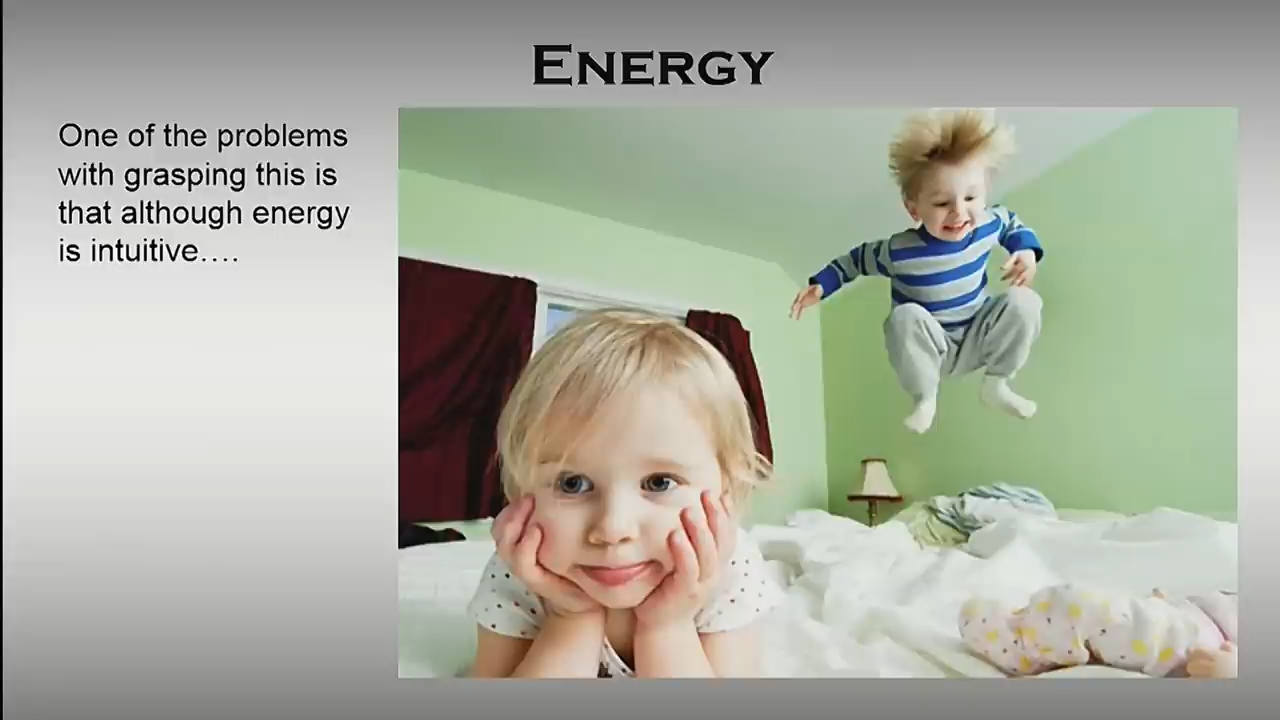 ENERGY
One of the problems
with grasping this is
that although energy
is intuitive….